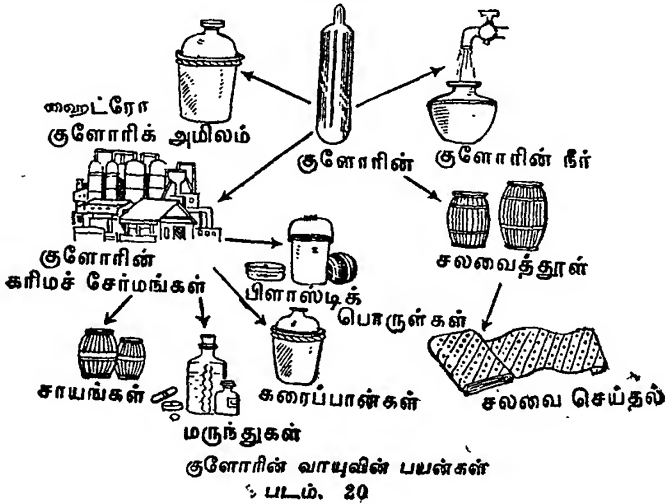 ஹைட்ரோ
குளோரிக் அமிலம்
குளோரின்
குளோரின் நீர்
குளோரின்
கரிமச் சேர்மங்கள்
பிளாஸ்டிக்
பொருள்கள்
சலவைத்தூள்
சாயங்கள்
மருந்துகள்
கரைப்பான்கள்
சலவை செய்தல்
குளோரின் வாயுவின் பயன்கள்
படம். 20